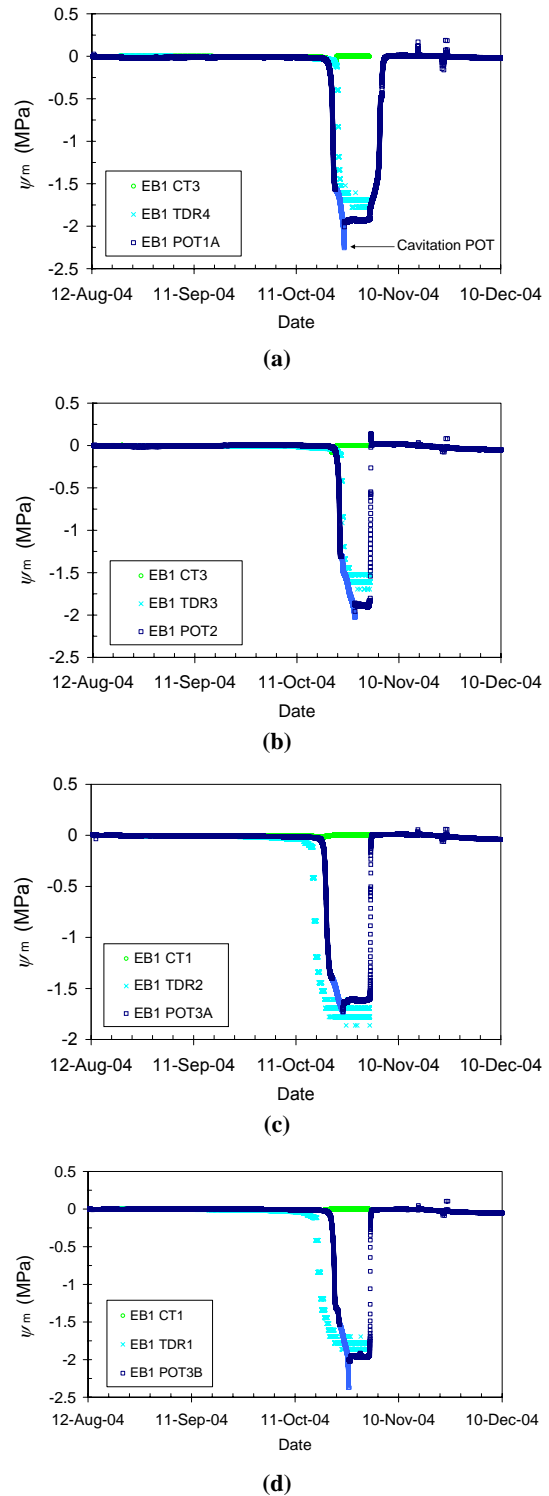 0.5
0
-0.5
-1
-1.5
-2
-2.5
ψm (MPa)
EB1 CT3
EB1 TDR4
EB1 POT1A
Cavitation POT
12-Aug-04 11-Sep-04 11-Oct-04 10-Nov-04 10-Dec-04
Date
(a)
0.5
0
-0.5
-1
-1.5
-2
-2.5
ψm (MPa)
EB1 CT3
EB1 TDR3
EB1 POT2
12-Aug-04 11-Sep-04 11-Oct-04 10-Nov-04 10-Dec-04
Date
(b)
0.5
0
-0.5
-1
-1.5
-2
ψm (MPa)
EB1 CT1
EB1 TDR2
EB1 POT3A
12-Aug-04 11-Sep-04 11-Oct-04 10-Nov-04 10-Dec-04
Date
(c)
0.5
0
-0.5
-1
-1.5
-2
-2.5
ψm (MPa)
EB1 CT1
EB1 TDR1
EB1 POT3B
12-Aug-04 11-Sep-04 11-Oct-04 10-Nov-04 10-Dec-04
Date
(d)